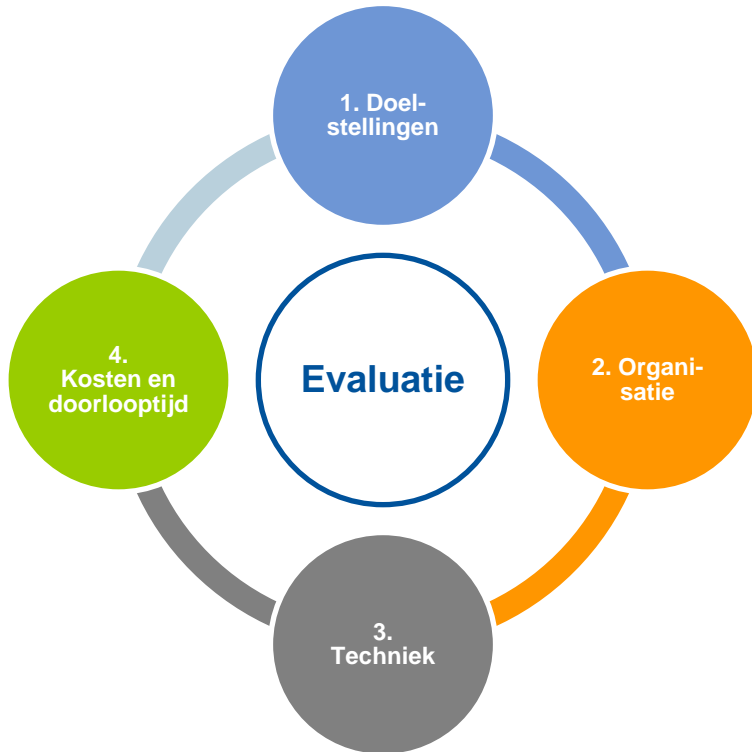 1. Doel-
stellingen
Evaluatie
2. Organi-
satie
3.
Techniek
4.
Kosten en
doorlooptijd